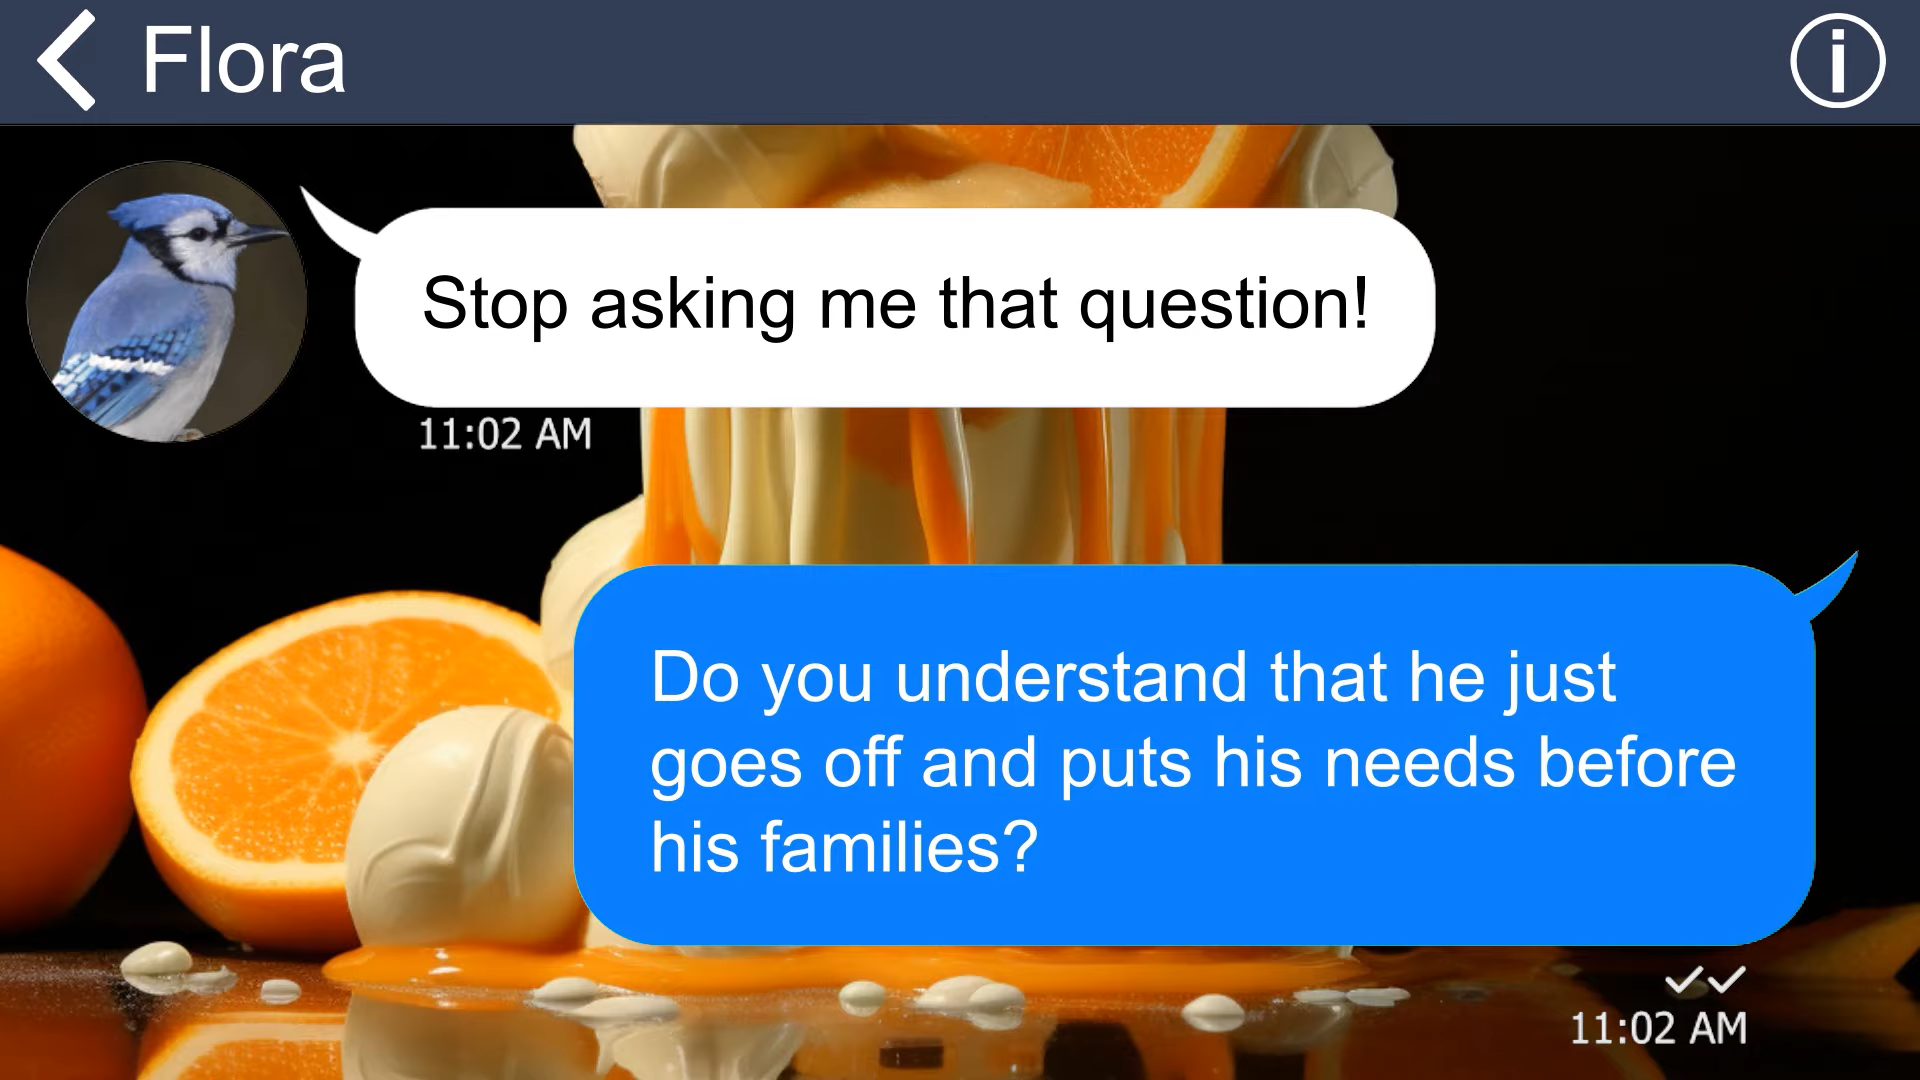 Flora
Stop asking me that question!
11:02 AM
Do you understand that he just
goes off and puts his needs before
his families?
11:02 AM